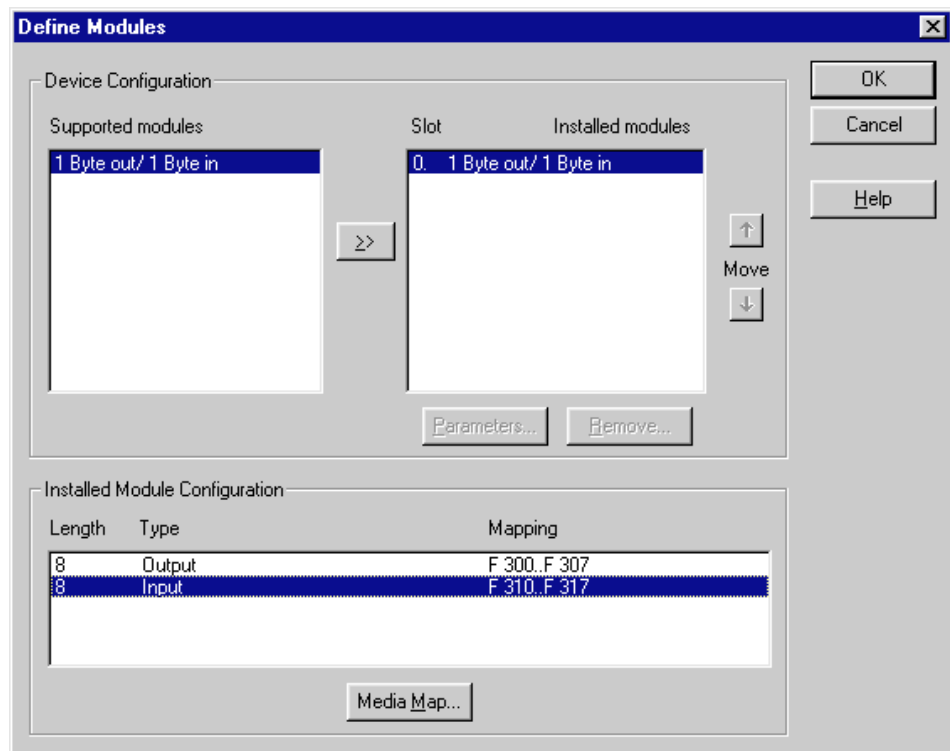 Define Modules
Device Configuration
OK
Cancel
Help
Supported modules
Slot Installed modules
1 Byte out/ 1 Byte in
0. 1 Byte out/ 1 Byte in
>>
Move
Parameters...
Remove...
Installed Module Configuration
Length Type Mapping
8 Output F 300..F 307
8 Input F 310..F 317
Media Map...